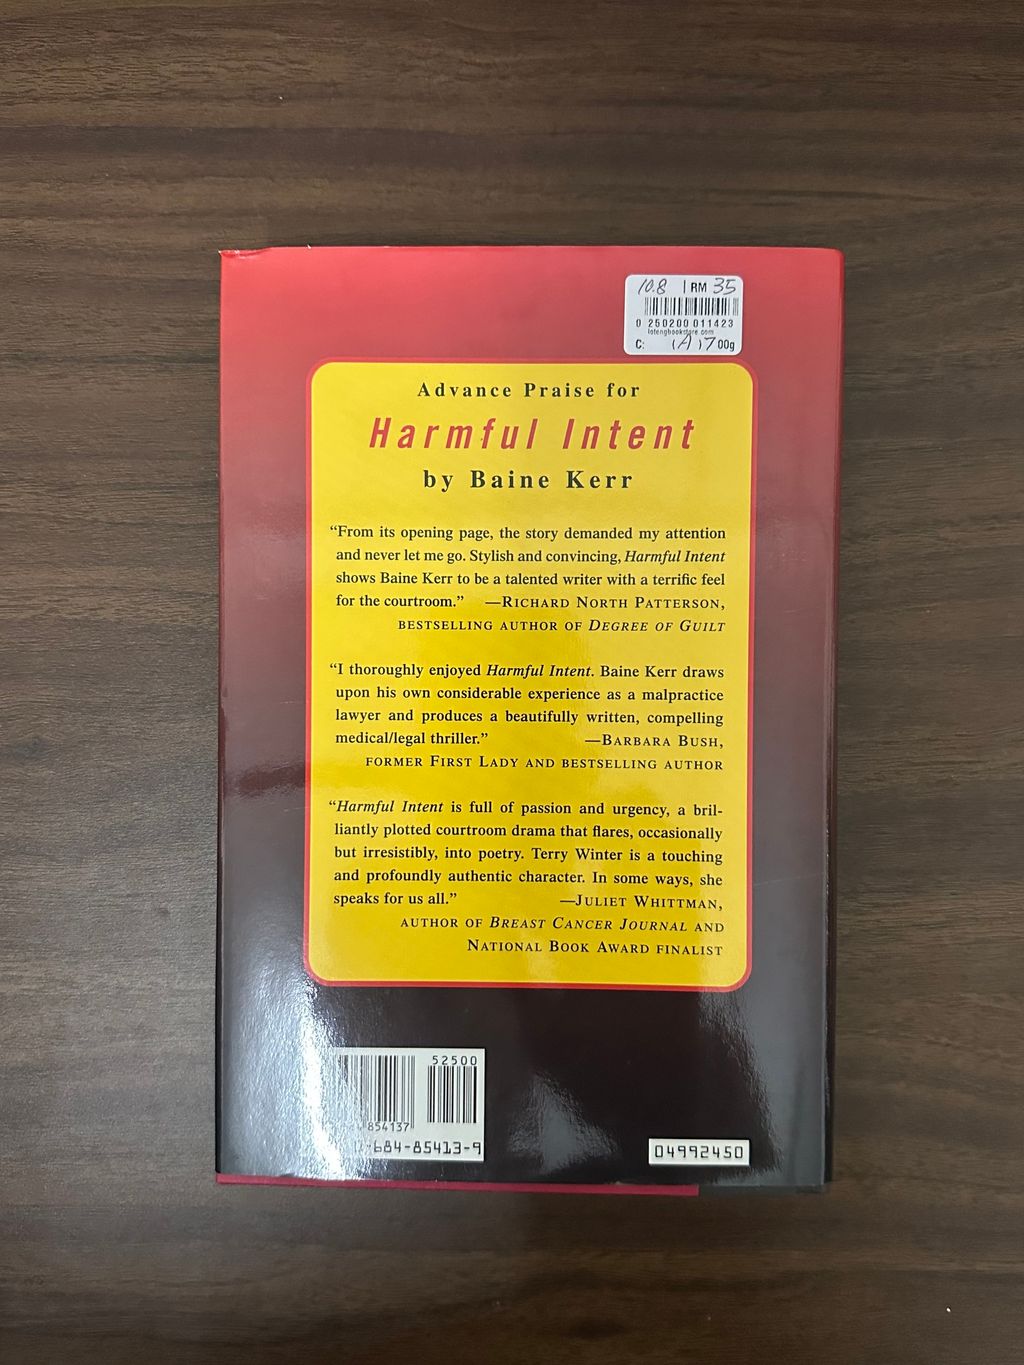 10.8 | RM 35
0 250200 011423
lotengbookstore.com
C: (A) 700g
Advance Praise for
Harmful Intent
by Baine Kerr
“From its opening page, the story demanded my attention
and never let me go. Stylish and convincing, Harmful Intent
shows Baine Kerr to be a talented writer with a terrific feel
for the courtroom.” —RICHARD NORTH PATTERSON,
BESTSELLING AUTHOR OF DEGREE OF GUILT
“I thoroughly enjoyed Harmful Intent. Baine Kerr draws
upon his own considerable experience as a malpractice
lawyer and produces a beautifully written, compelling
medical/legal thriller.” —BARBARA BUSH,
FORMER FIRST LADY AND BESTSELLING AUTHOR
“Harmful Intent is full of passion and urgency, a bril-
liantly plotted courtroom drama that flares, occasionally
but irresistibly, into poetry. Terry Winter is a touching
and profoundly authentic character. In some ways, she
speaks for us all.” —JULIET WHITTMAN,
AUTHOR OF BREAST CANCER JOURNAL AND
NATIONAL BOOK AWARD FINALIST
52500
854137
-684-85413-9
04992450